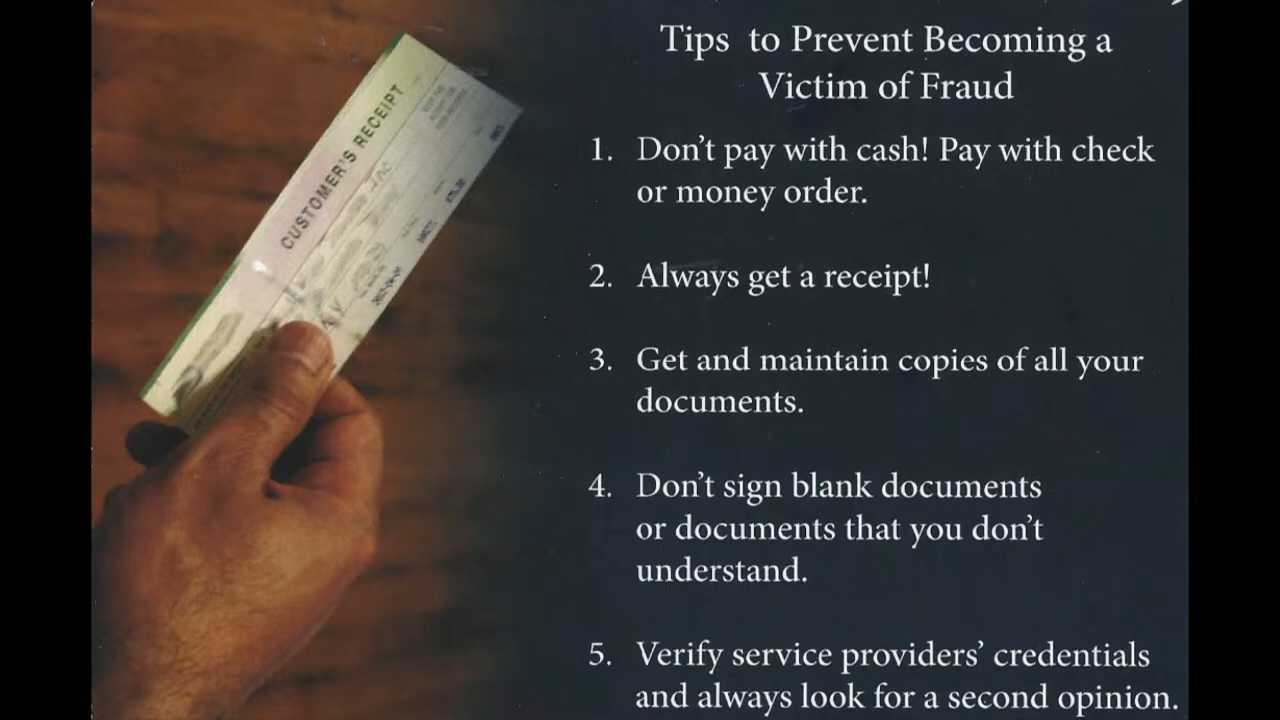 Tips to Prevent Becoming a
Victim of Fraud
1. Don't pay with cash! Pay with check
or money order.
2. Always get a receipt!
3. Get and maintain copies of all your
documents.
4. Don't sign blank documents
or documents that you don't
understand.
5. Verify service providers' credentials
and always look for a second opinion.
CUSTOMER'S RECEIPT